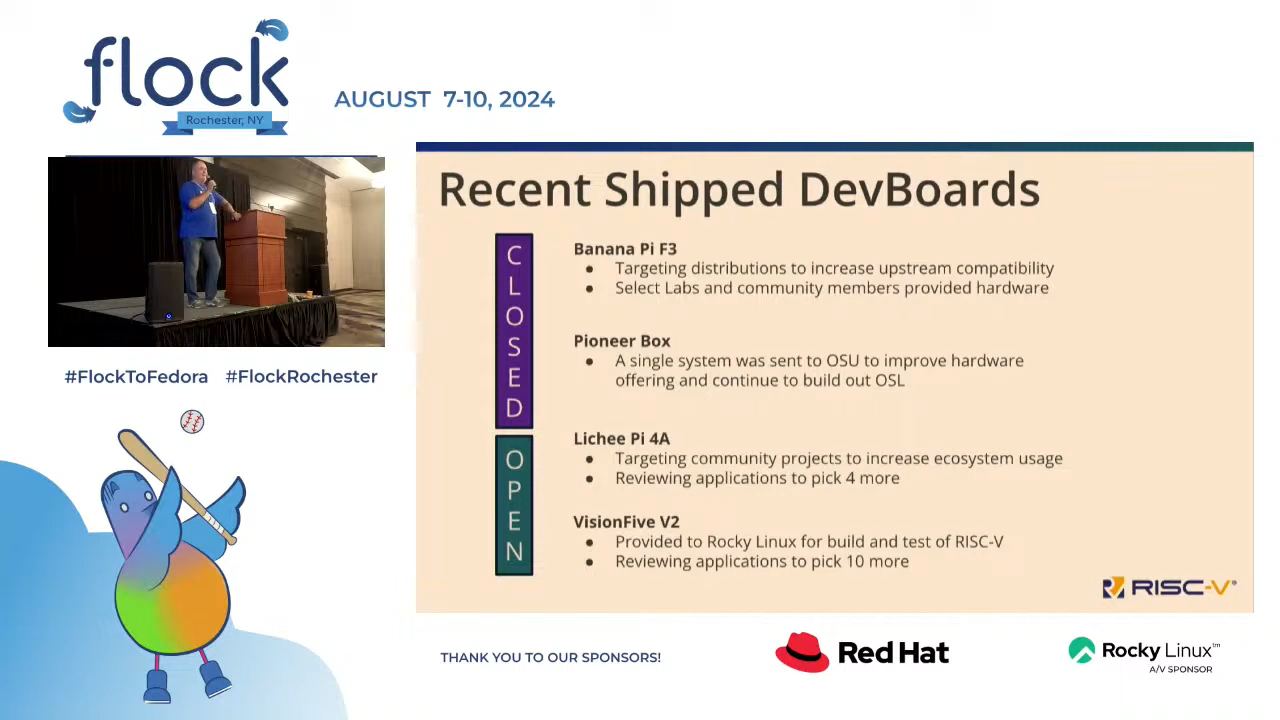 flock
Rochester, NY
AUGUST 7-10, 2024
#FlockToFedora #FlockRochester
Recent Shipped DevBoards
CLOSED
Banana Pi F3
● Targeting distributions to increase upstream compatibility
● Select Labs and community members provided hardware
Pioneer Box
● A single system was sent to OSU to improve hardware
offering and continue to build out OSL
OPEN
Lichee Pi 4A
● Targeting community projects to increase ecosystem usage
● Reviewing applications to pick 4 more
VisionFive V2
● Provided to Rocky Linux for build and test of RISC-V
● Reviewing applications to pick 10 more
RISC-V®
THANK YOU TO OUR SPONSORS!
Red Hat
Rocky Linux™
A/V SPONSOR